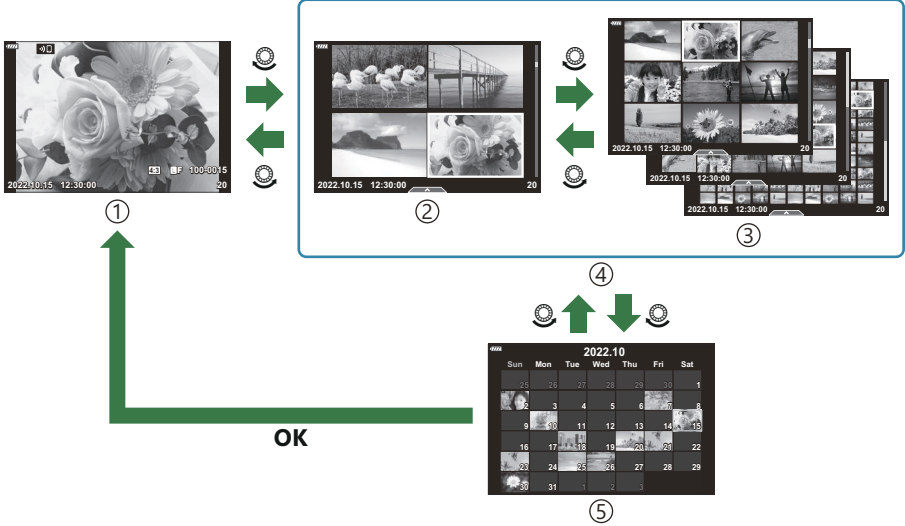 4:3 LF 100-0015
2022.10.15 12:30:00 20
①
2022.10.15 12:30:00 20
②
2022.10.15 12:30:00 20
2022.10.15 12:30:00 20
2022.10.15 12:30:00 20
③
④
2022.10
Sun Mon Tue Wed Thu Fri Sat
25 26 27 28 29 30 1
2 3 4 5 6 7 8
9 10 11 12 13 14 15
16 17 18 19 20 21 22
23 24 25 26 27 28 29
30 31 1 2 3
OK
⑤